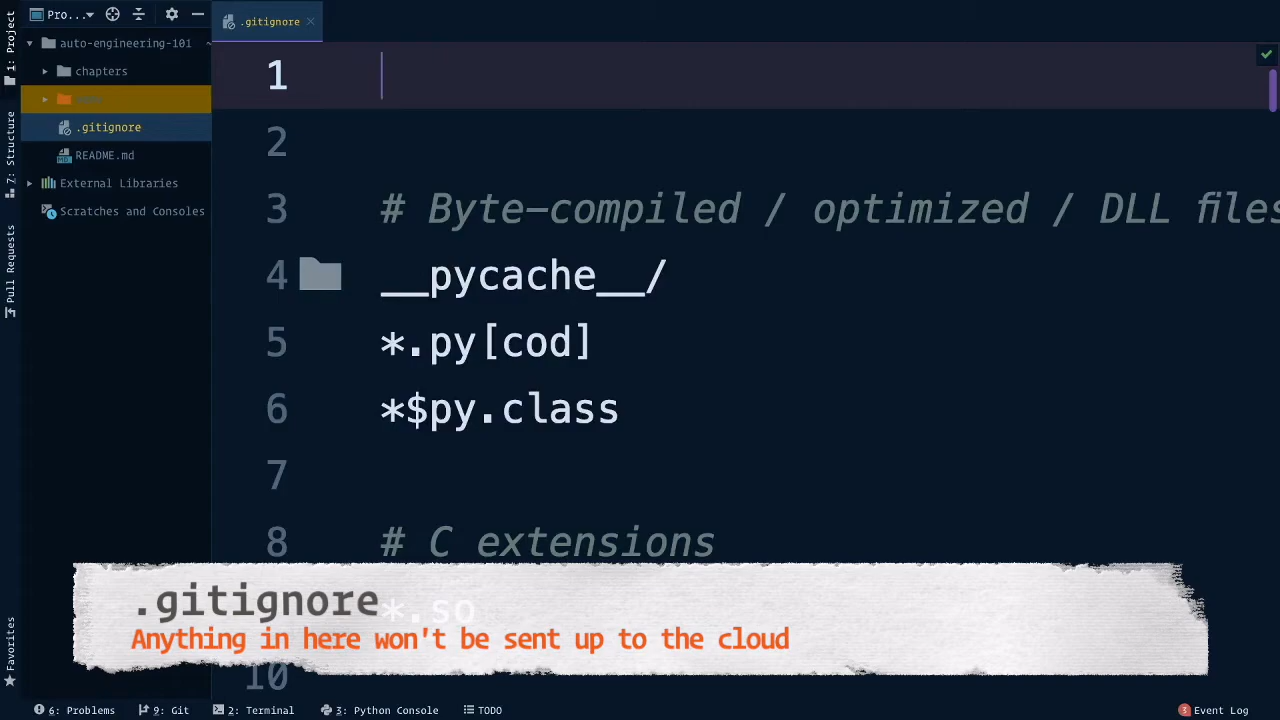 Pro...
.gitignore
1: Project
auto-engineering-101
chapters
.gitignore
README.md
External Libraries
Scratches and Consoles
7: Structure
Pull Requests
Favorites
1
2
3 # Byte-compiled / optimized / DLL files
4 __pycache__/
5 *.py[cod]
6 *$py.class
7
8 # C extensions
*.so
10
.gitignore
Anything in here won't be sent up to the cloud
6: Problems
9: Git
2: Terminal
3: Python Console
TODO
3 Event Log